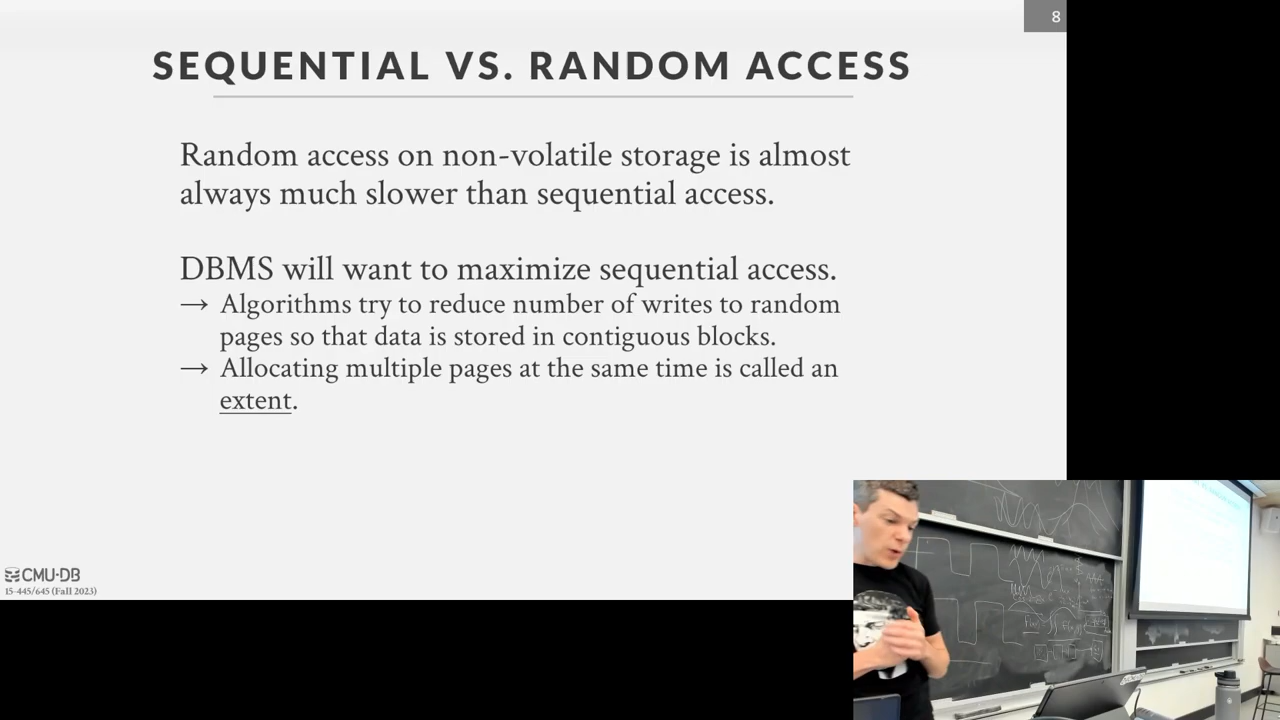 8
SEQUENTIAL VS. RANDOM ACCESS
Random access on non-volatile storage is almost
always much slower than sequential access.
DBMS will want to maximize sequential access.
→ Algorithms try to reduce number of writes to random
pages so that data is stored in contiguous blocks.
→ Allocating multiple pages at the same time is called an
extent.
CMU·DB
15-445/645 (Fall 2023)